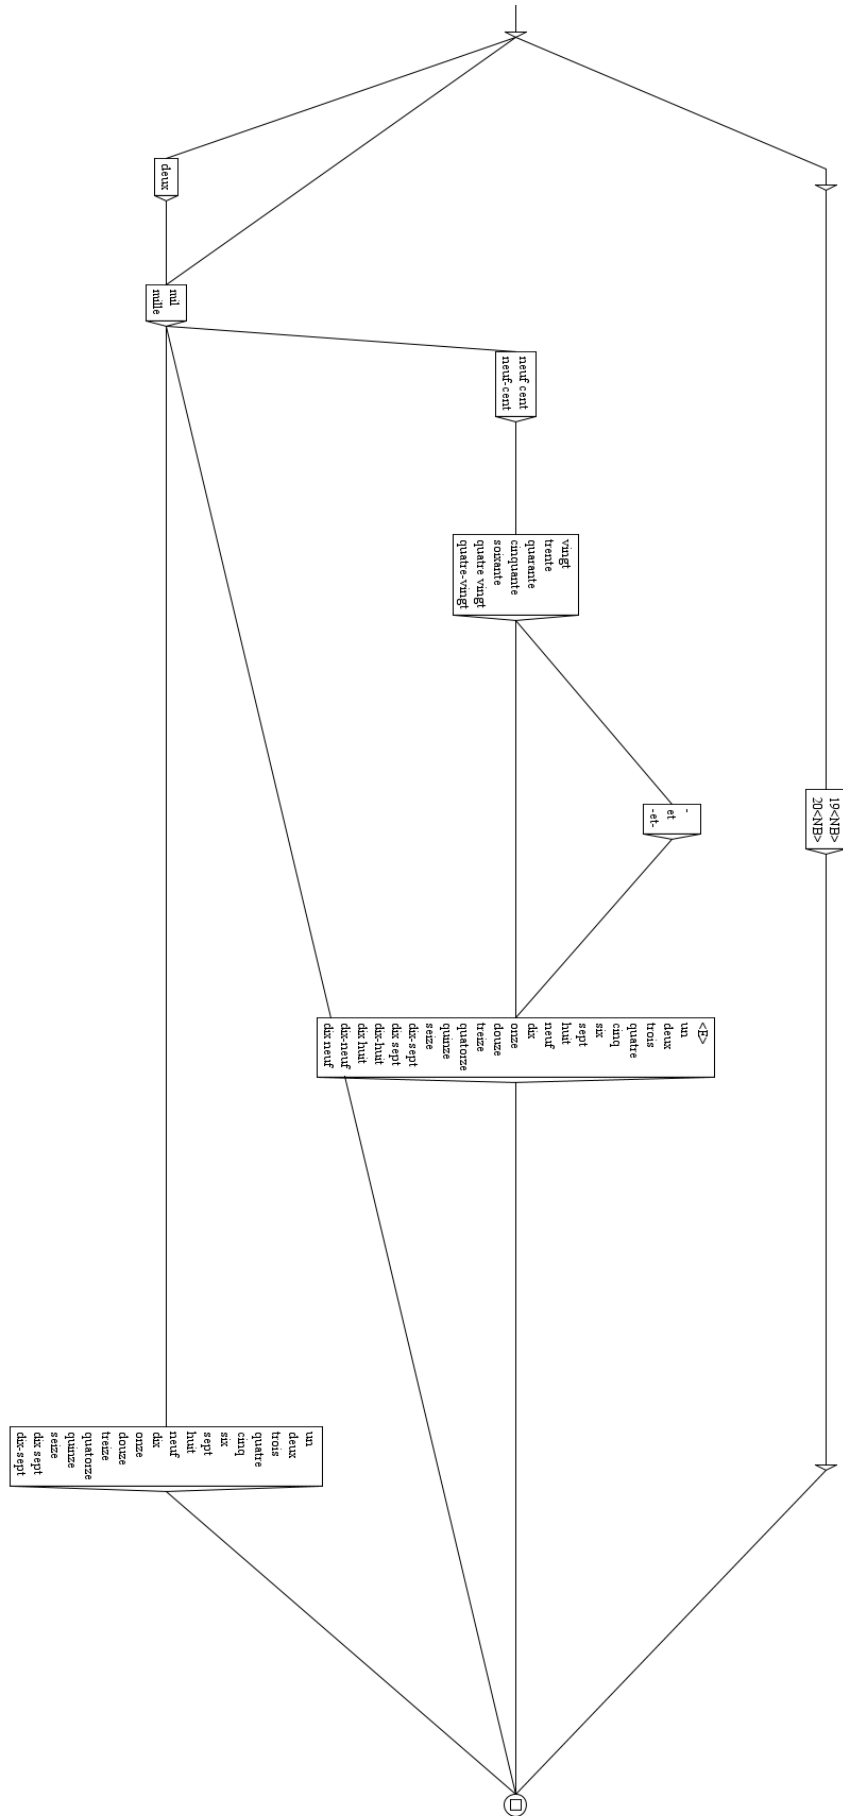 19<NB>
20<NB>
deux
mil
mille
neuf cent
neuf-cent
vingt
trente
quarante
cinquante
soixante
quatre vingt
quatre-vingt
-
et
-et-
<E>
un
deux
trois
quatre
cinq
six
sept
huit
neuf
dix
onze
douze
treize
quatorze
quinze
seize
dix-sept
dix sept
dix-huit
dix huit
dix-neuf
dix neuf
un
deux
trois
quatre
cinq
six
sept
huit
neuf
dix
onze
douze
treize
quatorze
quinze
seize
dix sept
dix-sept